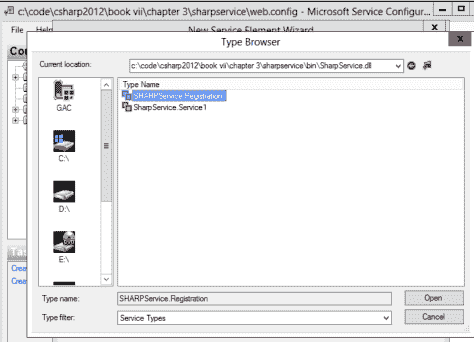 c:\code\csharp2012\book vii\chapter 3\sharpservice\web.config - Microsoft Service Configur...
File Help New Service Element Wizard x
Type Browser
Current location: c:\code\csharp2012\book vii\chapter 3\sharpservice\bin\SharpService.dll
Type Name
SHARPService.Registration
SharpService.Service1
GAC
C:\
D:\
E:\
Type name: SHARPService.Registration Open
Type filter: Service Types Cancel